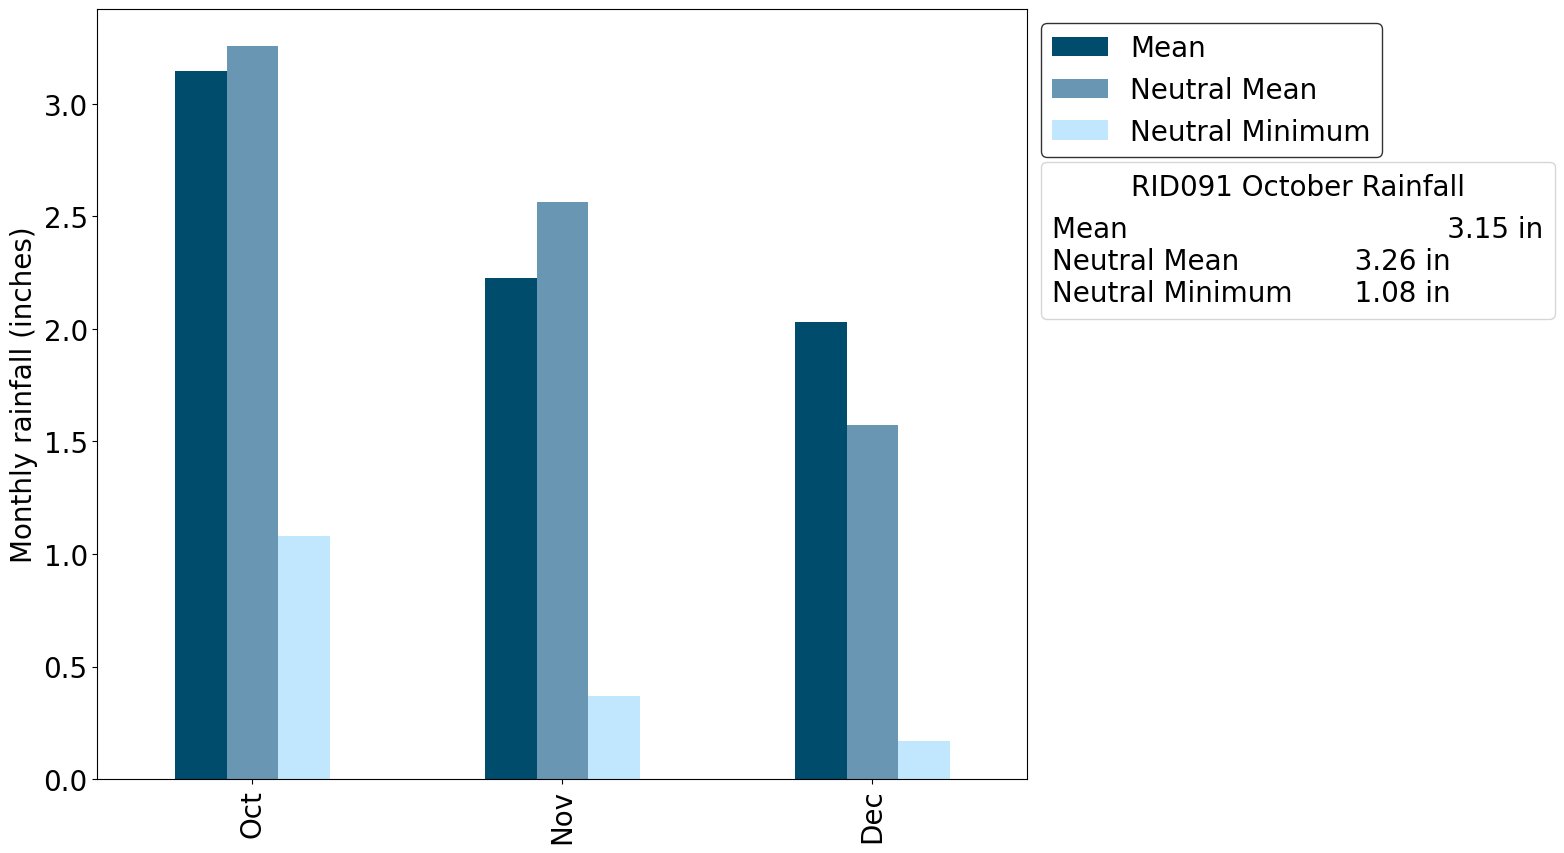 Mean
Neutral Mean
Neutral Minimum
RID091 October Rainfall
Mean 3.15 in
Neutral Mean 3.26 in
Neutral Minimum 1.08 in
Monthly rainfall (inches)
3.0
2.5
2.0
1.5
1.0
0.5
0.0
Oct
Nov
Dec